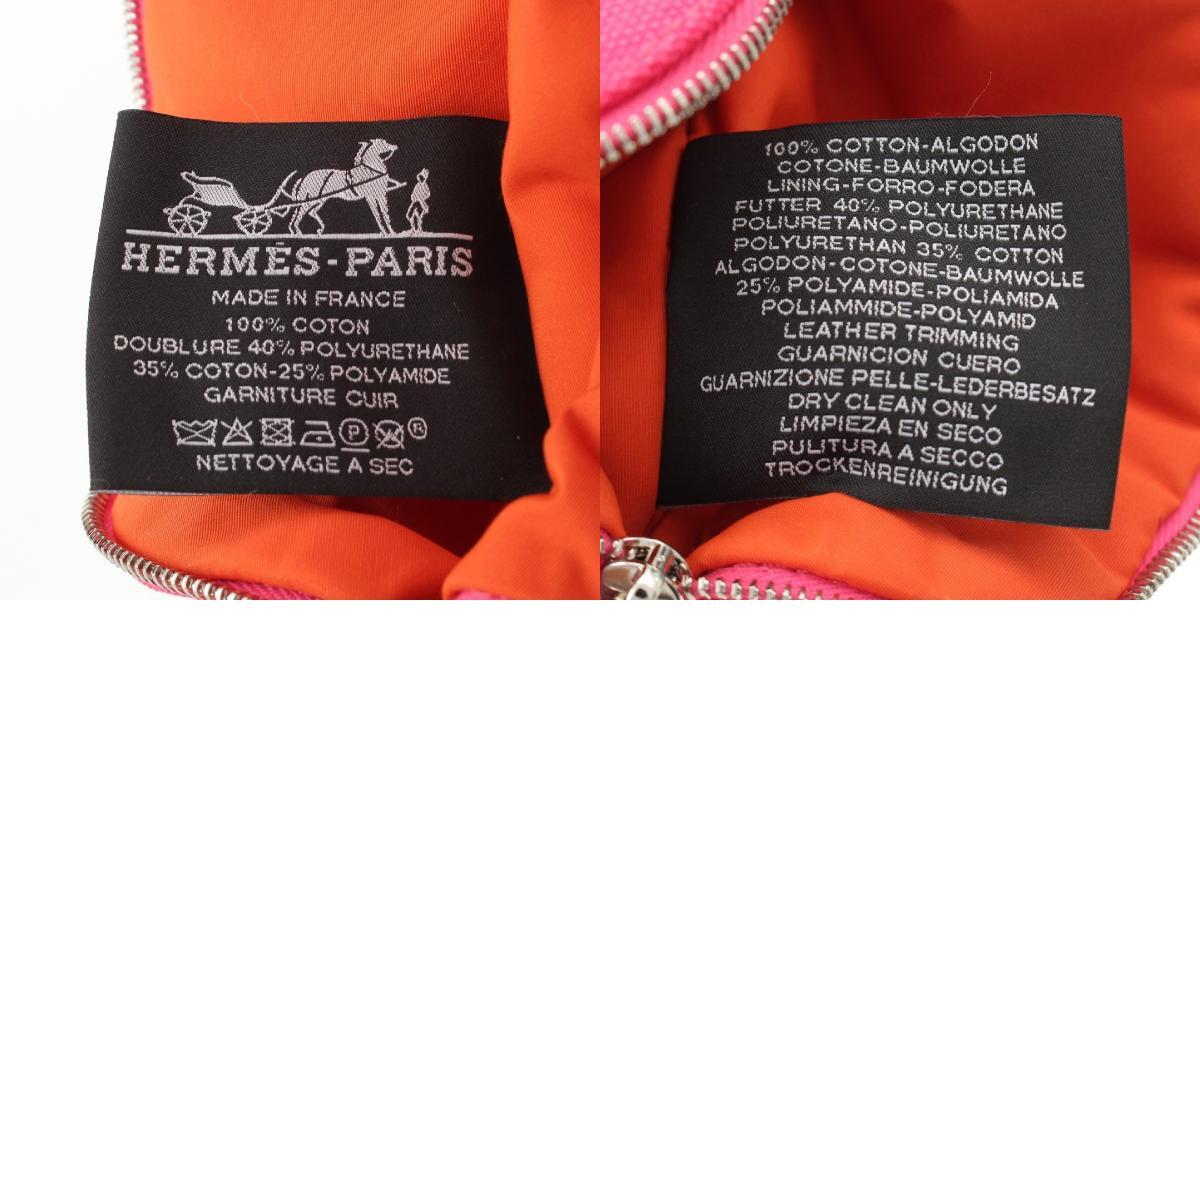 HERMÈS-PARIS
MADE IN FRANCE
100% COTON
DOUBLURE 40% POLYURETHANE
35% COTON-25% POLYAMIDE
GARNITURE CUIR
P ®
NETTOYAGE A SEC
100% COTTON-ALGODON
COTONE-BAUMWOLLE
LINING-FORRO-FODERA
FUTTER 40% POLYURETHANE
POLIURETANO-POLIURETANO
POLYURETHAN 35% COTTON
ALGODON-COTONE-BAUMWOLLE
25% POLYAMIDE-POLIAMIDA
POLIAMMIDE-POLYAMID
LEATHER TRIMMING
GUARNICION CUERO
GUARNIZIONE PELLE-LEDERBESATZ
DRY CLEAN ONLY
LIMPIEZA EN SECO
PULITURA A SECCO
TROCKENREINIGUNG